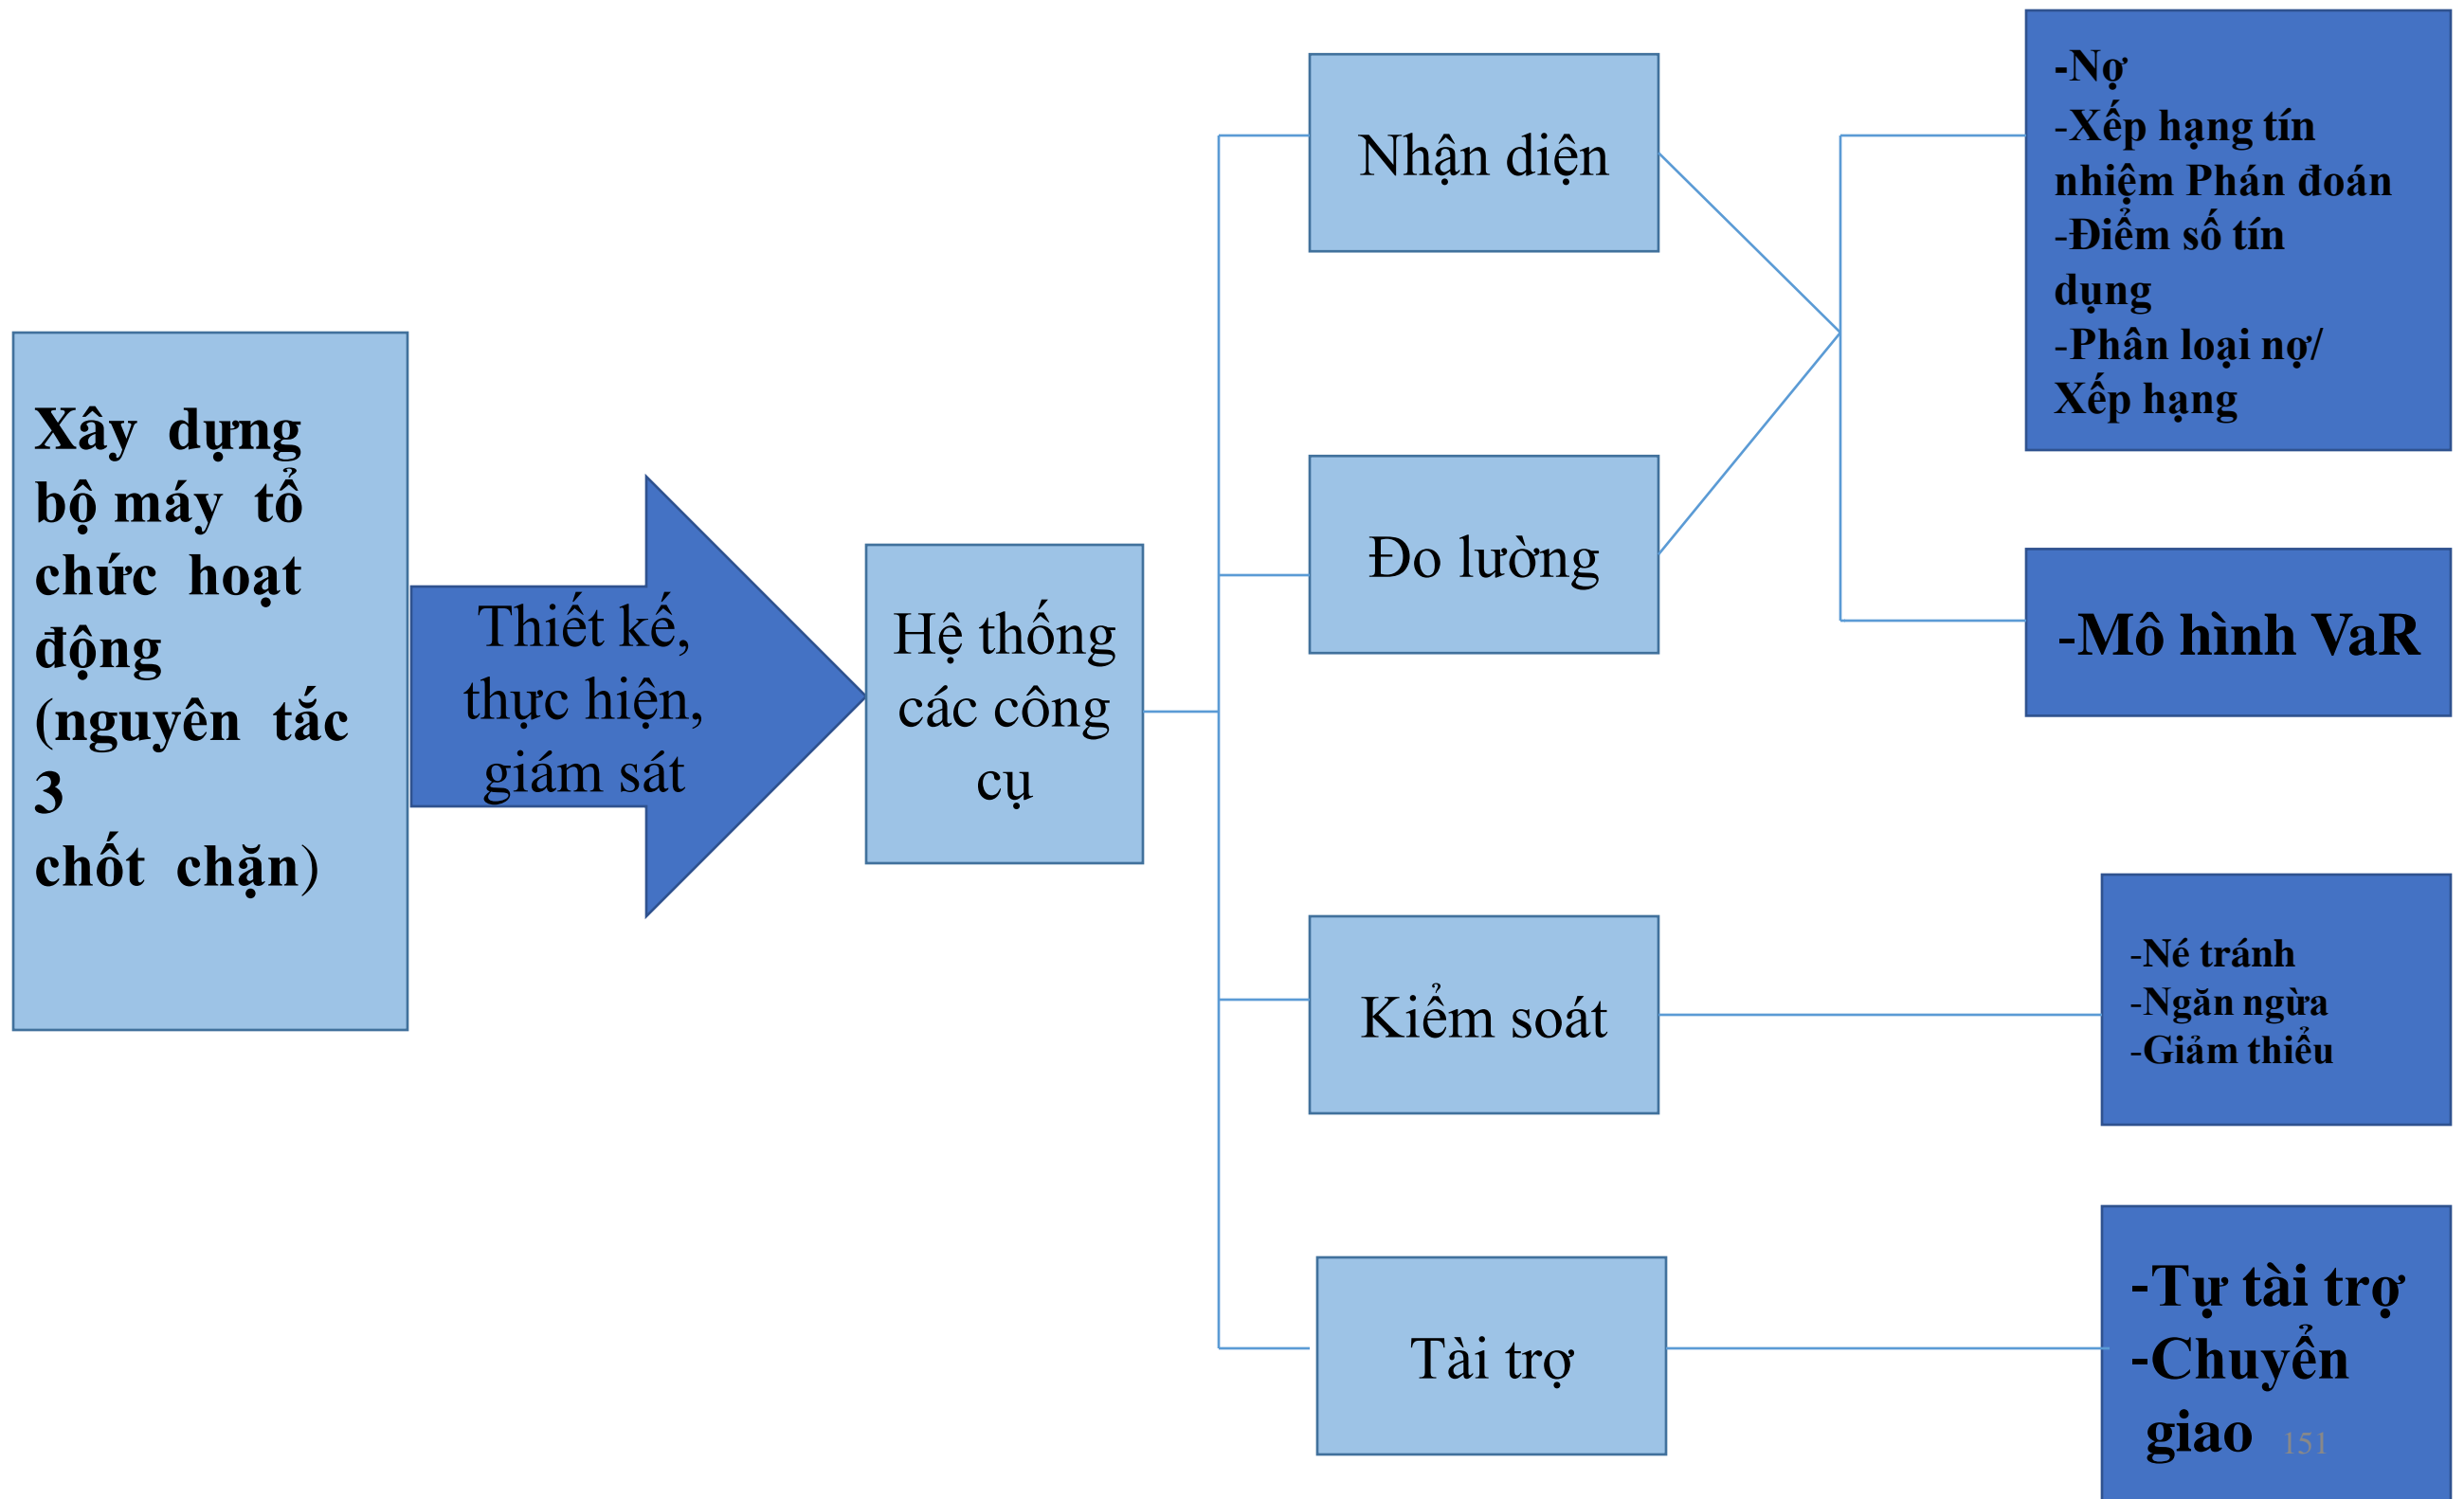 Xây dựng
bộ máy tổ
chức hoạt
động
(nguyên tắc
3
chốt chặn)
Thiết kế,
thực hiện,
giám sát
Hệ thống
các công
cụ
Nhận diện
Đo lường
Kiểm soát
Tài trợ
-Nợ
-Xếp hạng tín
nhiệm Phán đoán
-Điểm số tín
dụng
-Phân loại nợ/
Xếp hạng
-Mô hình VaR
-Né tránh
-Ngăn ngừa
-Giảm thiểu
-Tự tài trợ
-Chuyển
giao
151